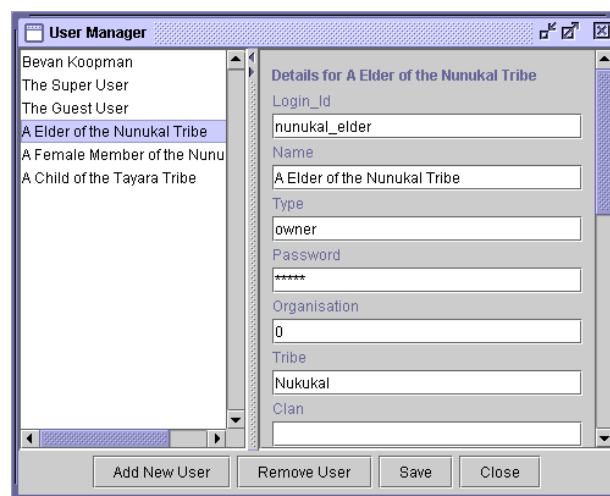 User Manager
Bevan Koopman
The Super User
The Guest User
A Elder of the Nunukal Tribe
A Female Member of the Nunu
A Child of the Tayara Tribe
Details for A Elder of the Nunukal Tribe
Login_Id
nunukal_elder
Name
A Elder of the Nunukal Tribe
Type
owner
Password
*****
Organisation
0
Tribe
Nukukal
Clan
Add New User Remove User Save Close